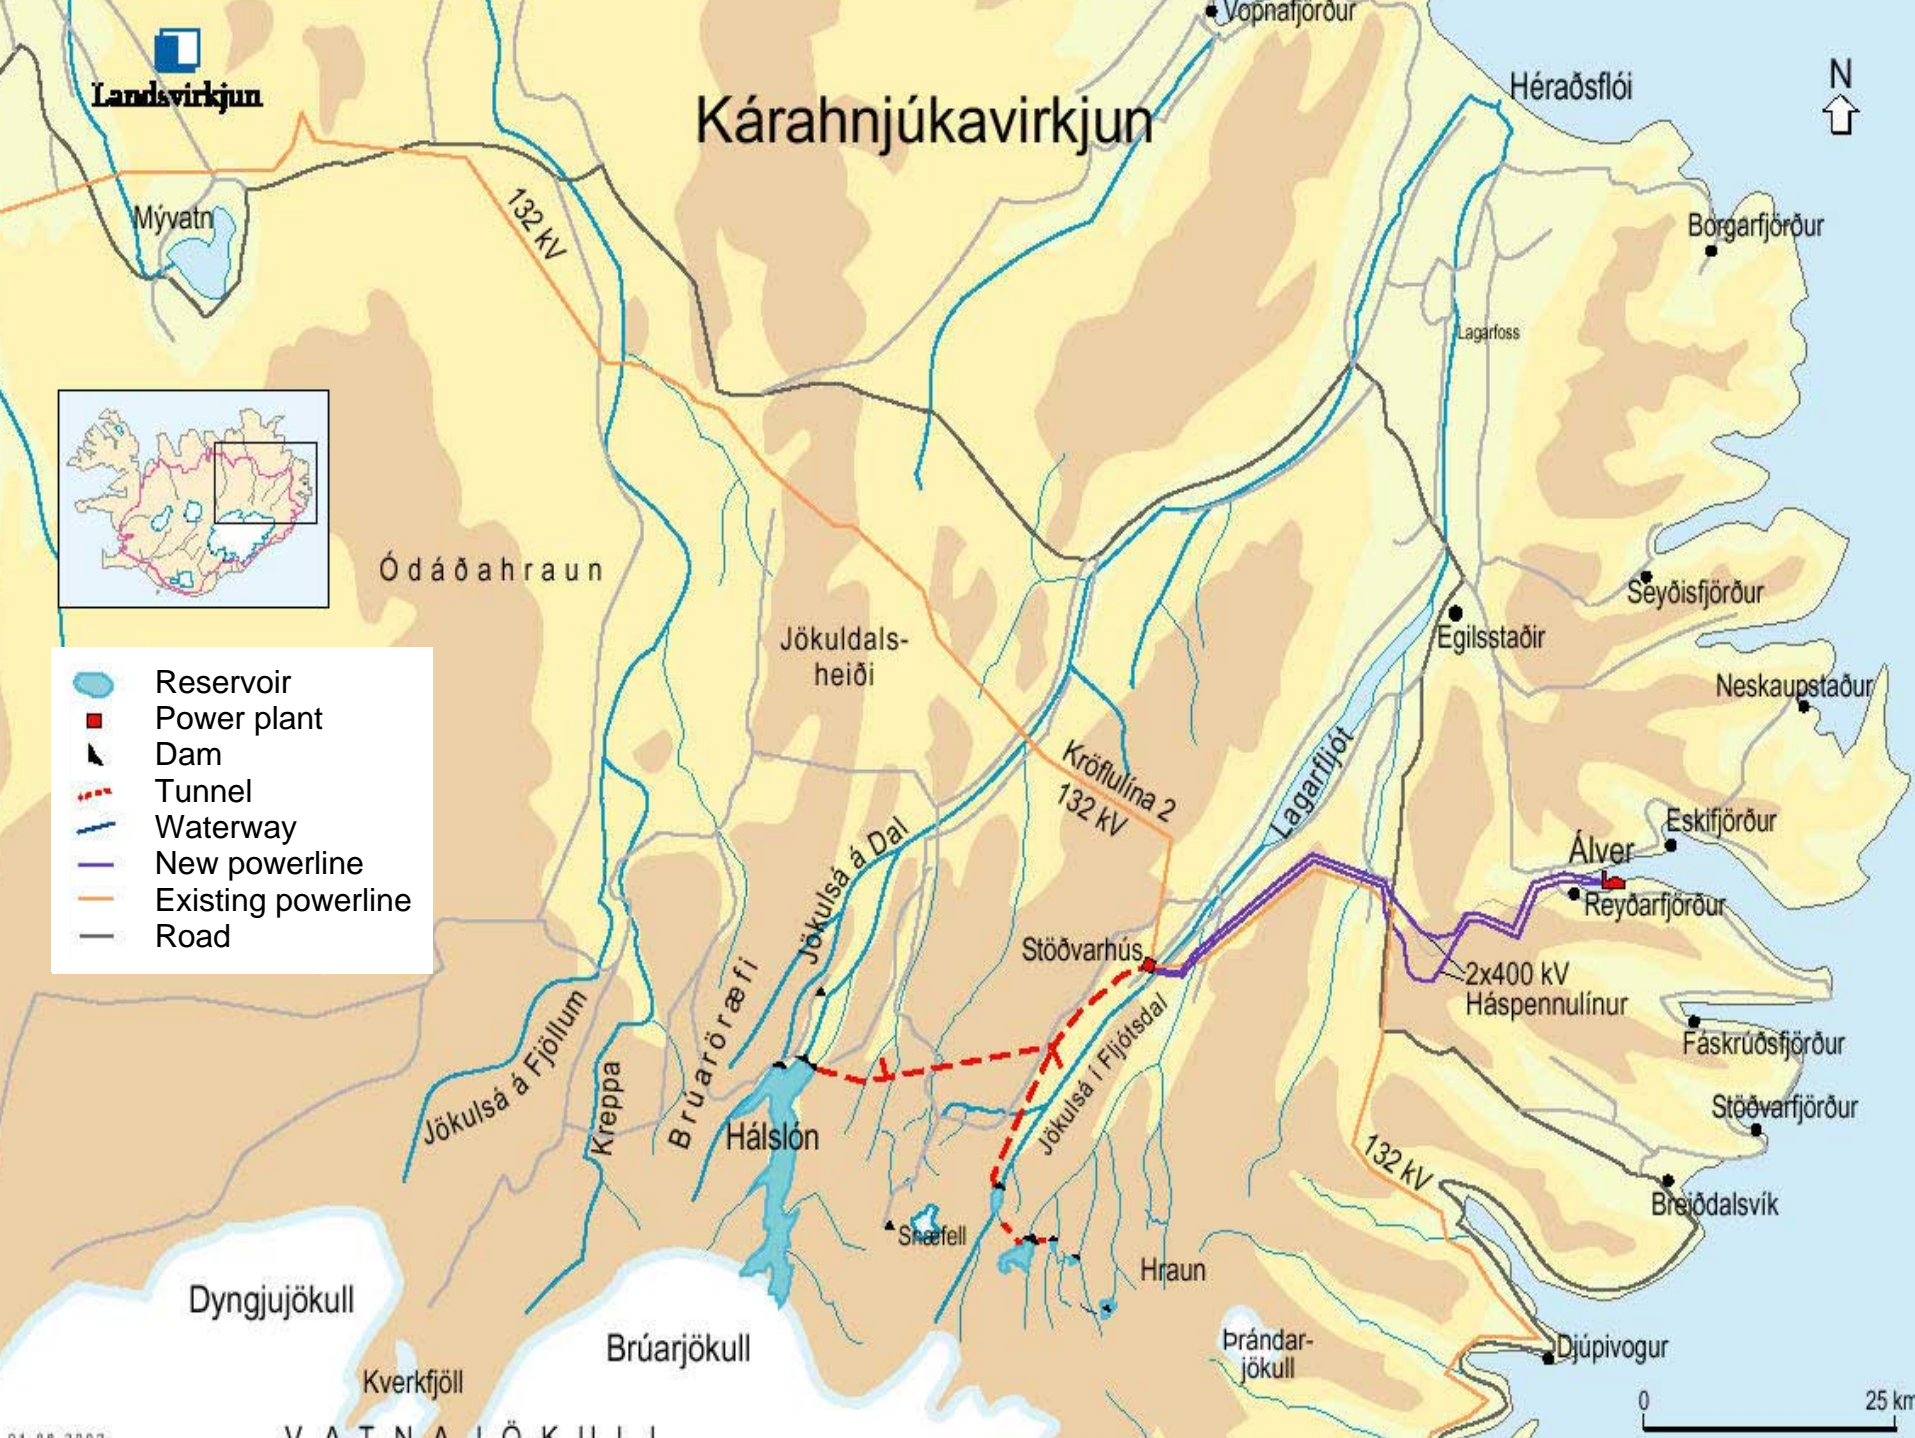 Vopnafjörður
Landsvirkjun
Kárahnjúkavirkjun
Héraðsflói
N
Mývatn
132 kV
Borgarfjörður
Lagarfoss
Ódáðahraun
Jökuldals-
heiði
Seyðisfjörður
Egilsstaðir
Neskaupstaður
Reservoir
Power plant
Dam
Tunnel
Waterway
New powerline
Existing powerline
Road
Kröflulína 2
132 kV
Lagarfljót
Eskifjörður
Álver
Reyðarfjörður
Jökulsá á Dal
Stöðvarhús
2x400 kV
Háspennulínur
Fáskrúðsfjörður
Jökulsá á Fjöllum
Kreppa
Brúaröræfi
Jökulsá í Fljótsdal
Hálslón
Stöðvarfjörður
132 kV
Breiðdalsvík
Snæfell
Hraun
Dyngjujökull
Brúarjökull
Kverkfjöll
Þrándar-
jökull
Djúpivogur
0 25 km